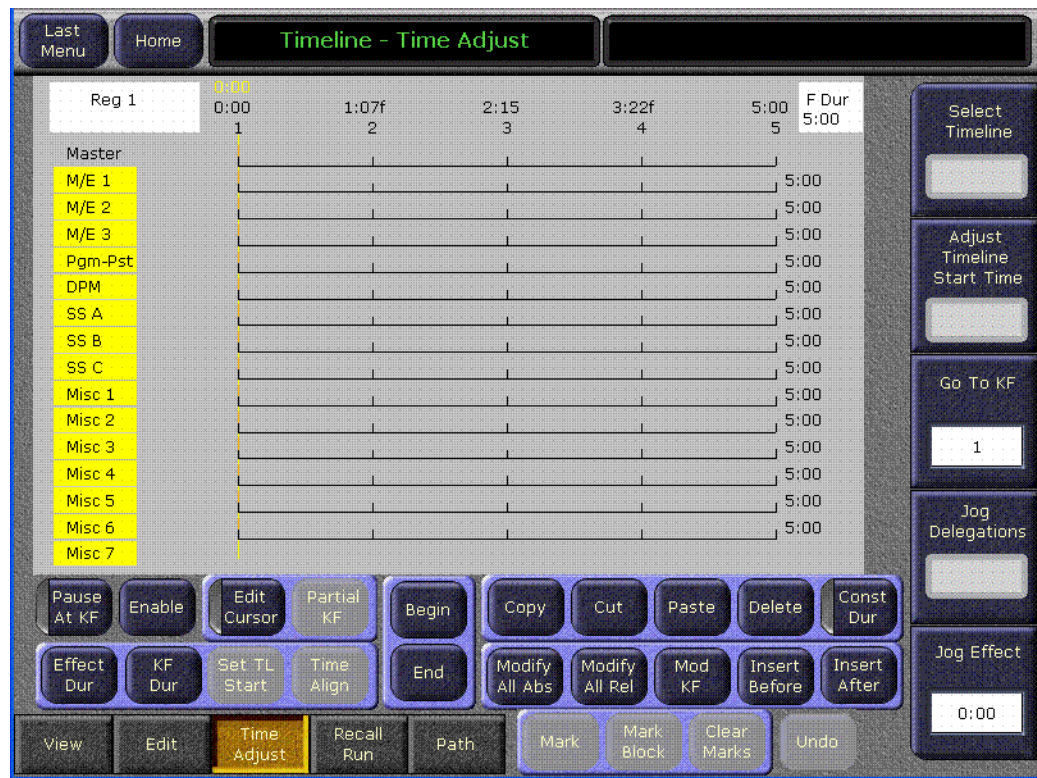 Last Menu Home Timeline - Time Adjust
0:00
Reg 1 0:00 1:07f 2:15 3:22f 5:00 F Dur 5:00
1 2 3 4 5
Master
M/E 1 5:00
M/E 2 5:00
M/E 3 5:00
Pgm-Pst 5:00
DPM 5:00
SS A 5:00
SS B 5:00
SS C 5:00
Misc 1 5:00
Misc 2 5:00
Misc 3 5:00
Misc 4 5:00
Misc 5 5:00
Misc 6 5:00
Misc 7
Select Timeline
Adjust Timeline Start Time
Go To KF
1
Jog Delegations
Jog Effect
0:00
Pause At KF Enable Edit Cursor Partial KF Begin Copy Cut Paste Delete Const Dur
Effect Dur KF Dur Set TL Start Time Align End Modify All Abs Modify All Rel Mod KF Insert Before Insert After
View Edit Time Adjust Recall Run Path Mark Mark Block Clear Marks Undo